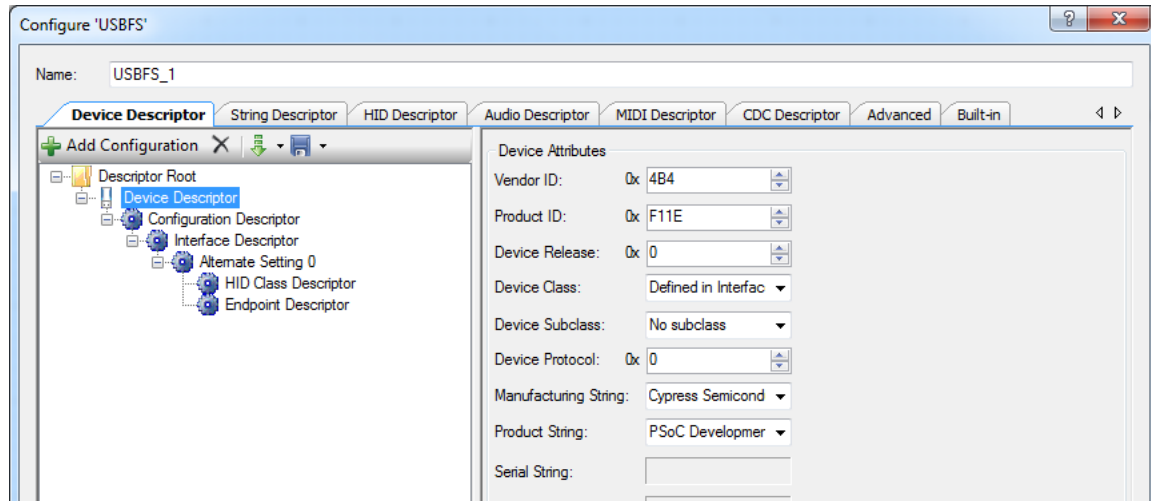 Configure 'USBFS'
Name: USBFS_1
Device Descriptor String Descriptor HID Descriptor Audio Descriptor MIDI Descriptor CDC Descriptor Advanced Built-in
Add Configuration
Descriptor Root
Device Descriptor
Configuration Descriptor
Interface Descriptor
Alternate Setting 0
HID Class Descriptor
Endpoint Descriptor
Device Attributes
Vendor ID: 0x 4B4
Product ID: 0x F11E
Device Release: 0x 0
Device Class: Defined in Interfac
Device Subclass: No subclass
Device Protocol: 0x 0
Manufacturing String: Cypress Semicond
Product String: PSoC Developmer
Serial String: